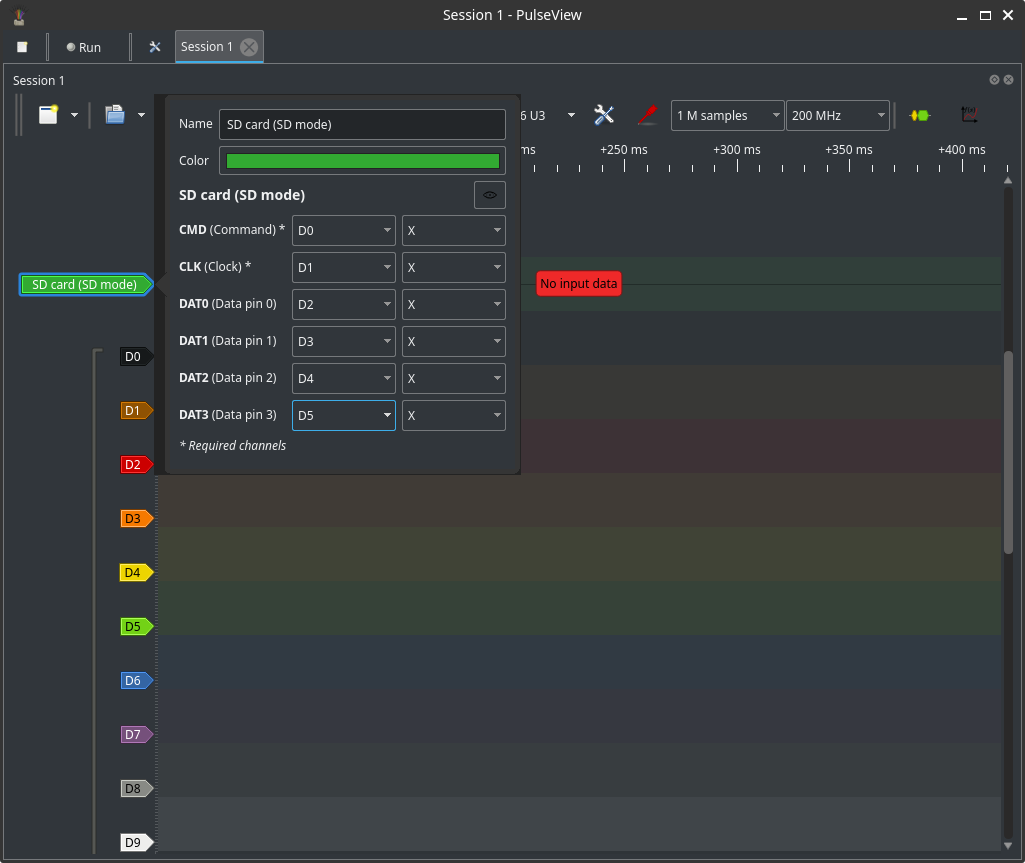 Session 1 - PulseView
Run
Session 1
Session 1
6 U3
1 M samples
200 MHz
Name
SD card (SD mode)
Color
ms
+250 ms
+300 ms
+350 ms
+400 ms
SD card (SD mode)
CMD (Command) *
D0
X
CLK (Clock) *
D1
X
DAT0 (Data pin 0)
D2
X
DAT1 (Data pin 1)
D3
X
DAT2 (Data pin 2)
D4
X
DAT3 (Data pin 3)
D5
X
* Required channels
SD card (SD mode)
No input data
D0
D1
D2
D3
D4
D5
D6
D7
D8
D9